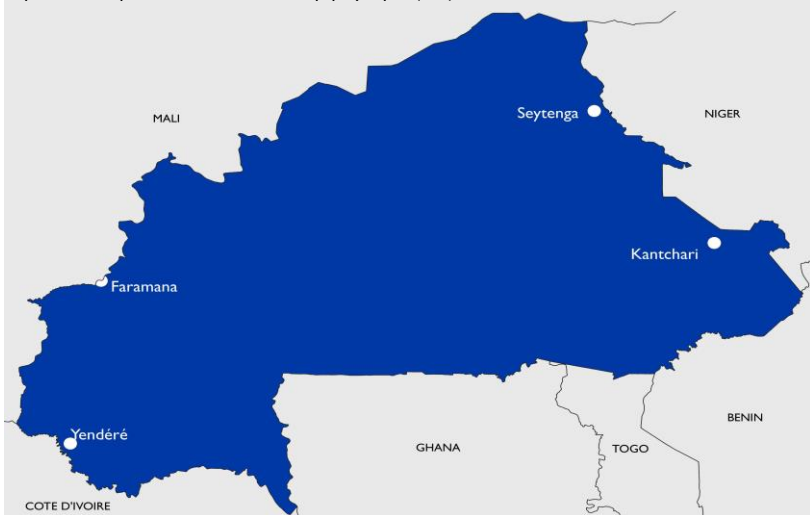 MALI
Seytenga
NIGER
Kantchari
Faramana
Yendéré
BENIN
GHANA
TOGO
COTE D'IVOIRE